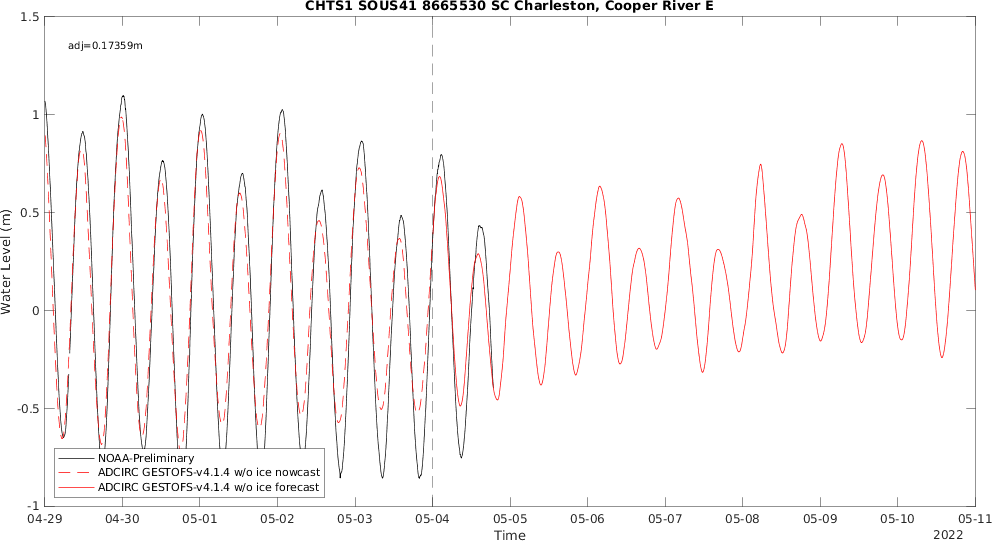 CHTS1 SOUS41 8665530 SC Charleston, Cooper River E
1.5
adj=0.17359m
1
0.5
Water Level (m)
0
-0.5
NOAA-Preliminary
ADCIRC GESTOFS-v4.1.4 w/o ice nowcast
ADCIRC GESTOFS-v4.1.4 w/o ice forecast
-1
04-29 04-30 05-01 05-02 05-03 05-04 05-05 05-06 05-07 05-08 05-09 05-10 05-11
Time 2022